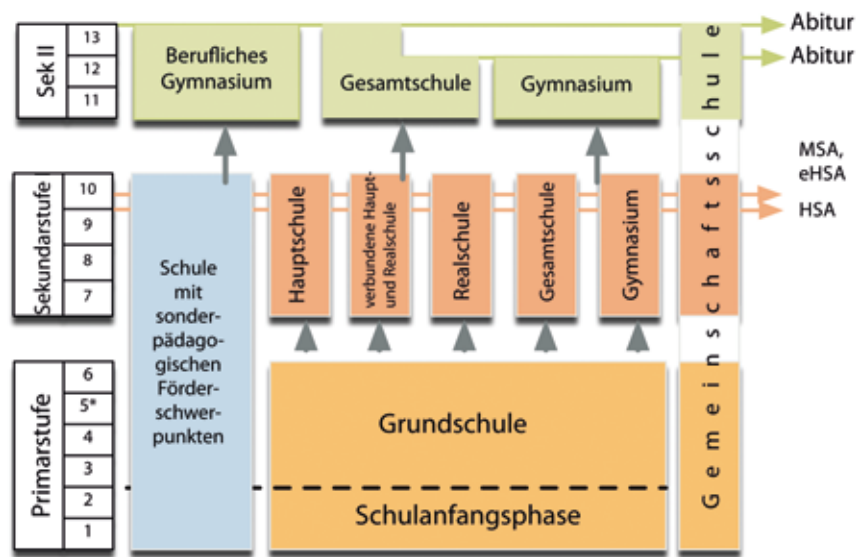 Sek II
13
12
11
Berufliches
Gymnasium
Gesamtschule
Gymnasium
Abitur
Abitur
Sekundarstufe I
10
9
8
7
Schule
mit
sonder-
pädago-
gischen
Förder-
schwer-
punkten
Hauptschule
verbundene Haupt-
und Realschule
Realschule
Gesamtschule
Gymnasium
MSA,
eHSA
HSA
Primarstufe
6
5*
4
3
2
1
Grundschule
Schulanfangsphase
Gemeinschaftsschule